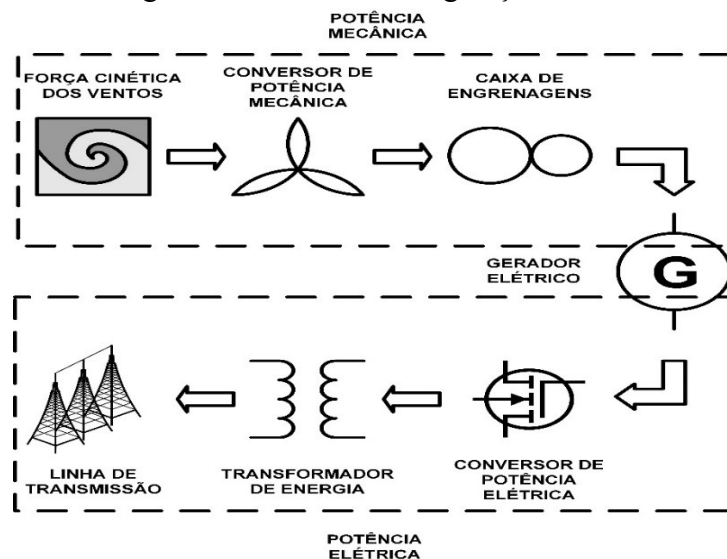 POTÊNCIA
MECÂNICA
FORÇA CINÉTICA
DOS VENTOS
CONVERSOR DE
POTÊNCIA
MECÂNICA
CAIXA DE
ENGRENAGENS
GERADOR
ELÉTRICO
G
LINHA DE
TRANSMISSÃO
TRANSFORMADOR
DE ENERGIA
CONVERSOR DE
POTÊNCIA
ELÉTRICA
POTÊNCIA
ELÉTRICA